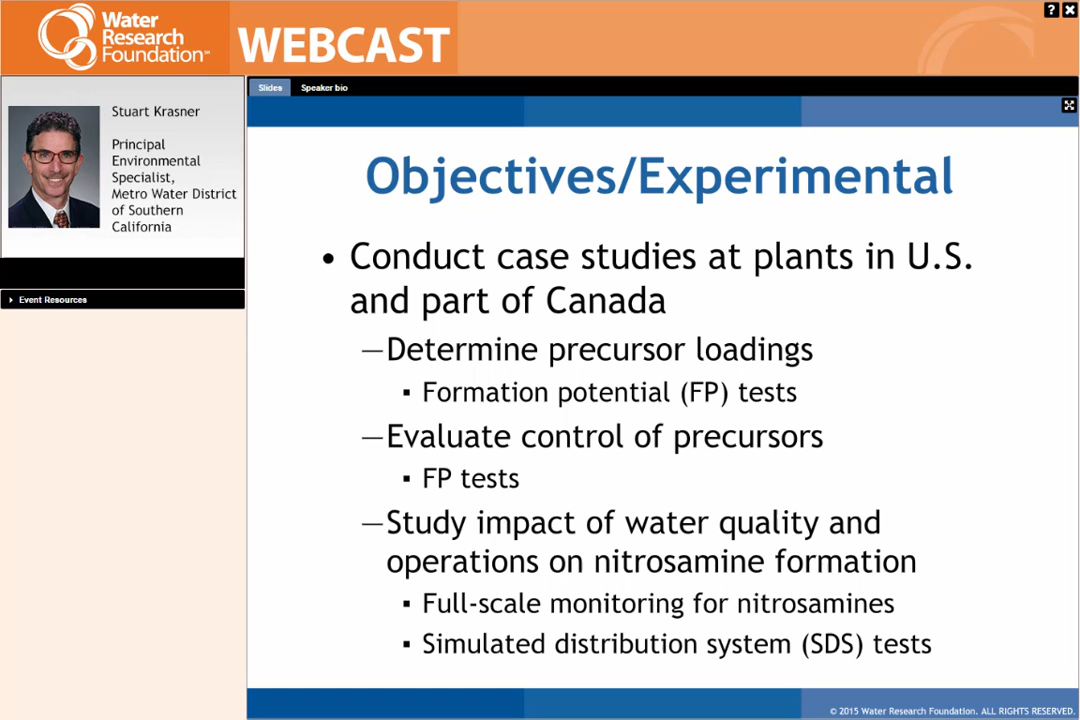 Water
Research
Foundation™
WEBCAST
? ×
Stuart Krasner
Principal
Environmental
Specialist,
Metro Water District
of Southern
California
Event Resources
Slides Speaker bio
Objectives/Experimental
• Conduct case studies at plants in U.S.
and part of Canada
—Determine precursor loadings
▪ Formation potential (FP) tests
—Evaluate control of precursors
▪ FP tests
—Study impact of water quality and
operations on nitrosamine formation
▪ Full-scale monitoring for nitrosamines
▪ Simulated distribution system (SDS) tests
© 2015 Water Research Foundation. ALL RIGHTS RESERVED.